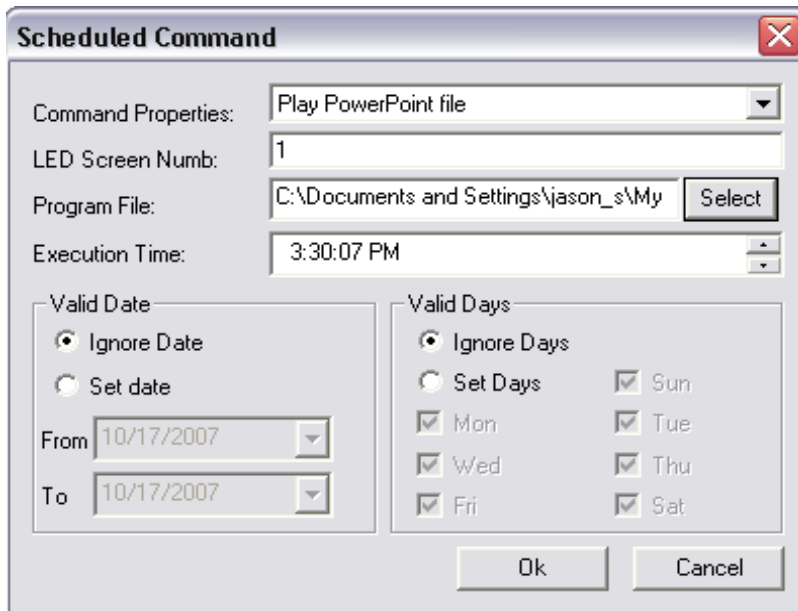 Scheduled Command
Command Properties: Play PowerPoint file
LED Screen Numb: 1
Program File: C:\Documents and Settings\jason_s\My Select
Execution Time: 3:30:07 PM
Valid Date
Ignore Date
Set date
From 10/17/2007
To 10/17/2007
Valid Days
Ignore Days
Set Days Sun
Mon Tue
Wed Thu
Fri Sat
Ok Cancel